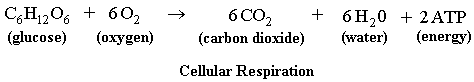 C₆H₁₂O₆ + 6 O₂ → 6 CO₂ + 6 H₂0 + 2 ATP
(glucose) (oxygen) (carbon dioxide) (water) (energy)
Cellular Respiration